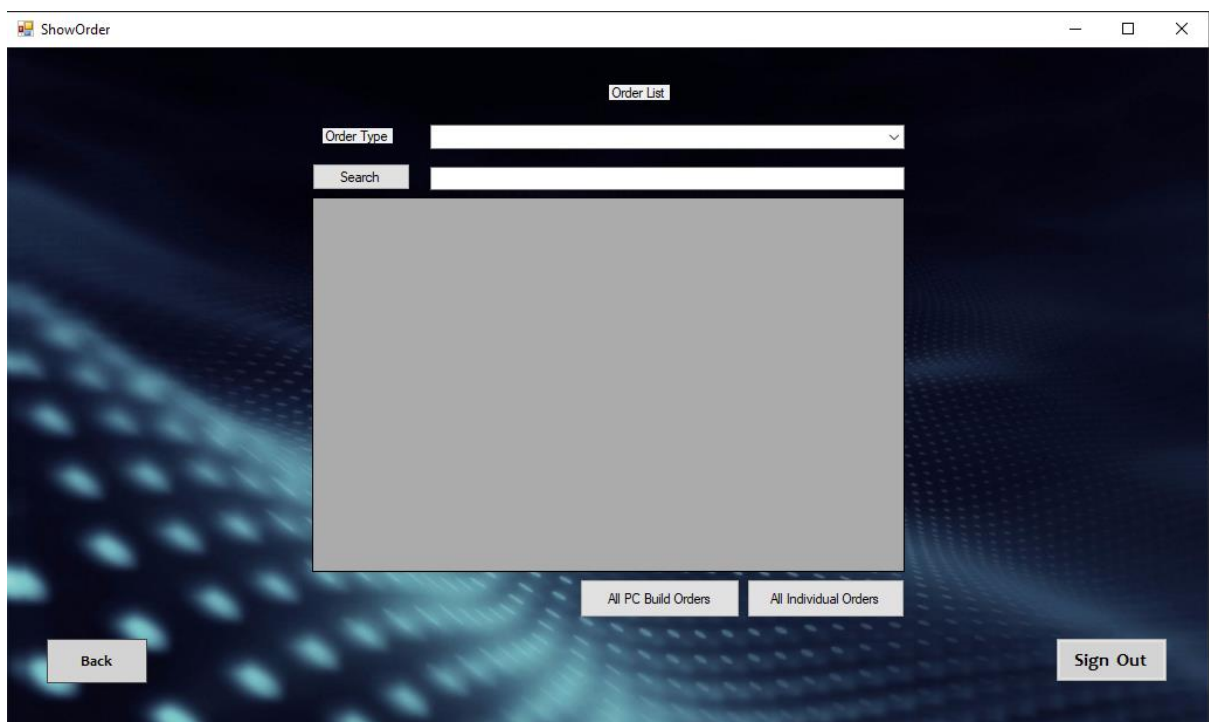 ShowOrder
Order List
Order Type
Search
All PC Build Orders
All Individual Orders
Back
Sign Out